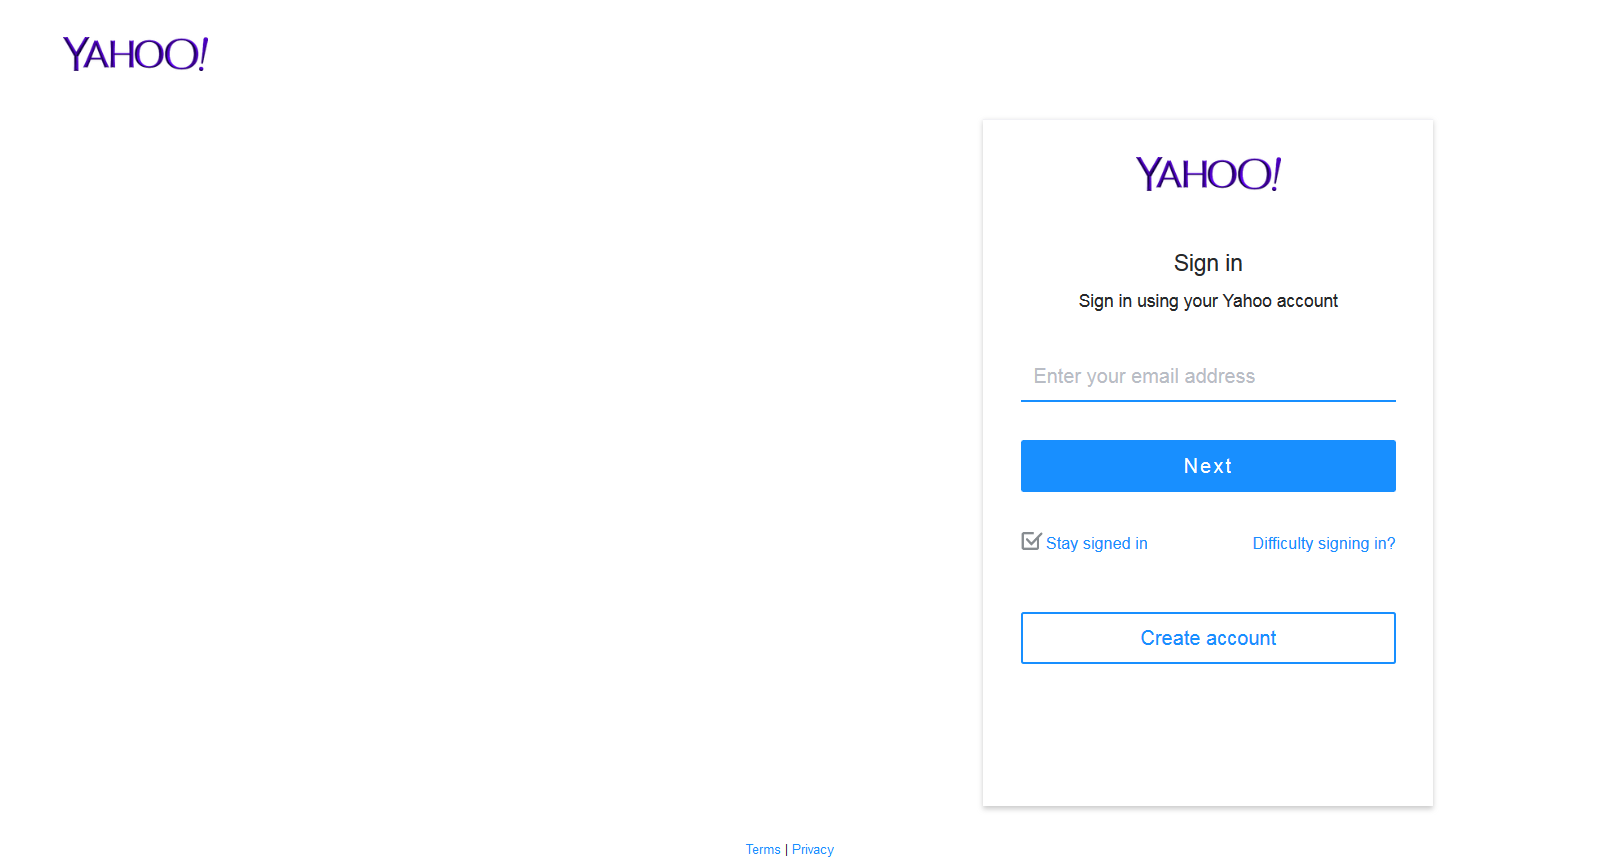 YAHOO!
YAHOO!
Sign in
Sign in using your Yahoo account
Enter your email address
Next
Stay signed in
Difficulty signing in?
Create account
Terms | Privacy